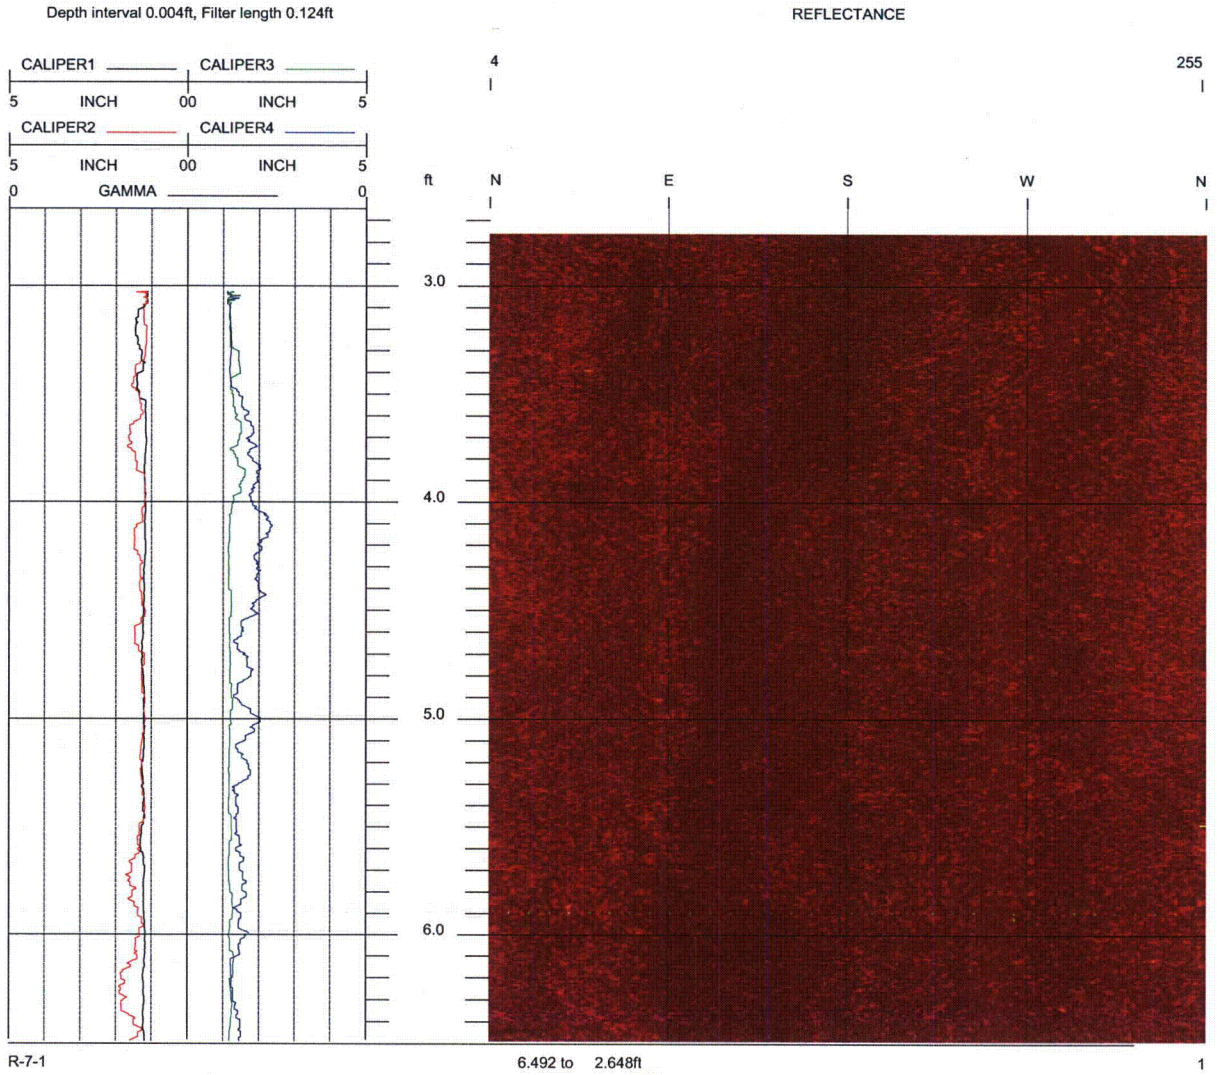 Depth interval 0.004ft, Filter length 0.124ft
REFLECTANCE
CALIPER1 CALIPER3
4 255
5 INCH 00 INCH 5
CALIPER2 CALIPER4
5 INCH 00 INCH 5
0 GAMMA 0
ft N E S W N
3.0
4.0
5.0
6.0
R-7-1 6.492 to 2.648ft 1